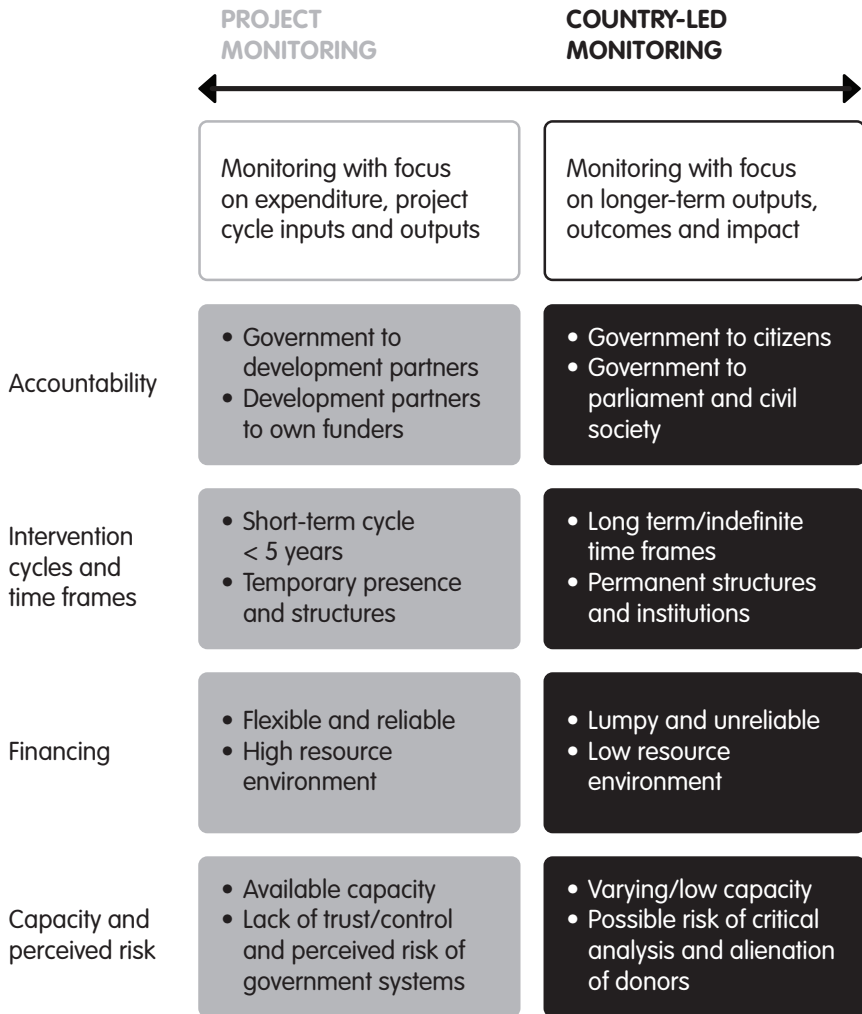 PROJECT
MONITORING
COUNTRY-LED
MONITORING
Monitoring with focus
on expenditure, project
cycle inputs and outputs
Monitoring with focus
on longer-term outputs,
outcomes and impact
Accountability
• Government to
development partners
• Development partners
to own funders
• Government to citizens
• Government to
parliament and civil
society
Intervention
cycles and
time frames
• Short-term cycle
< 5 years
• Temporary presence
and structures
• Long term/indefinite
time frames
• Permanent structures
and institutions
Financing
• Flexible and reliable
• High resource
environment
• Lumpy and unreliable
• Low resource
environment
Capacity and
perceived risk
• Available capacity
• Lack of trust/control
and perceived risk of
government systems
• Varying/low capacity
• Possible risk of critical
analysis and alienation
of donors